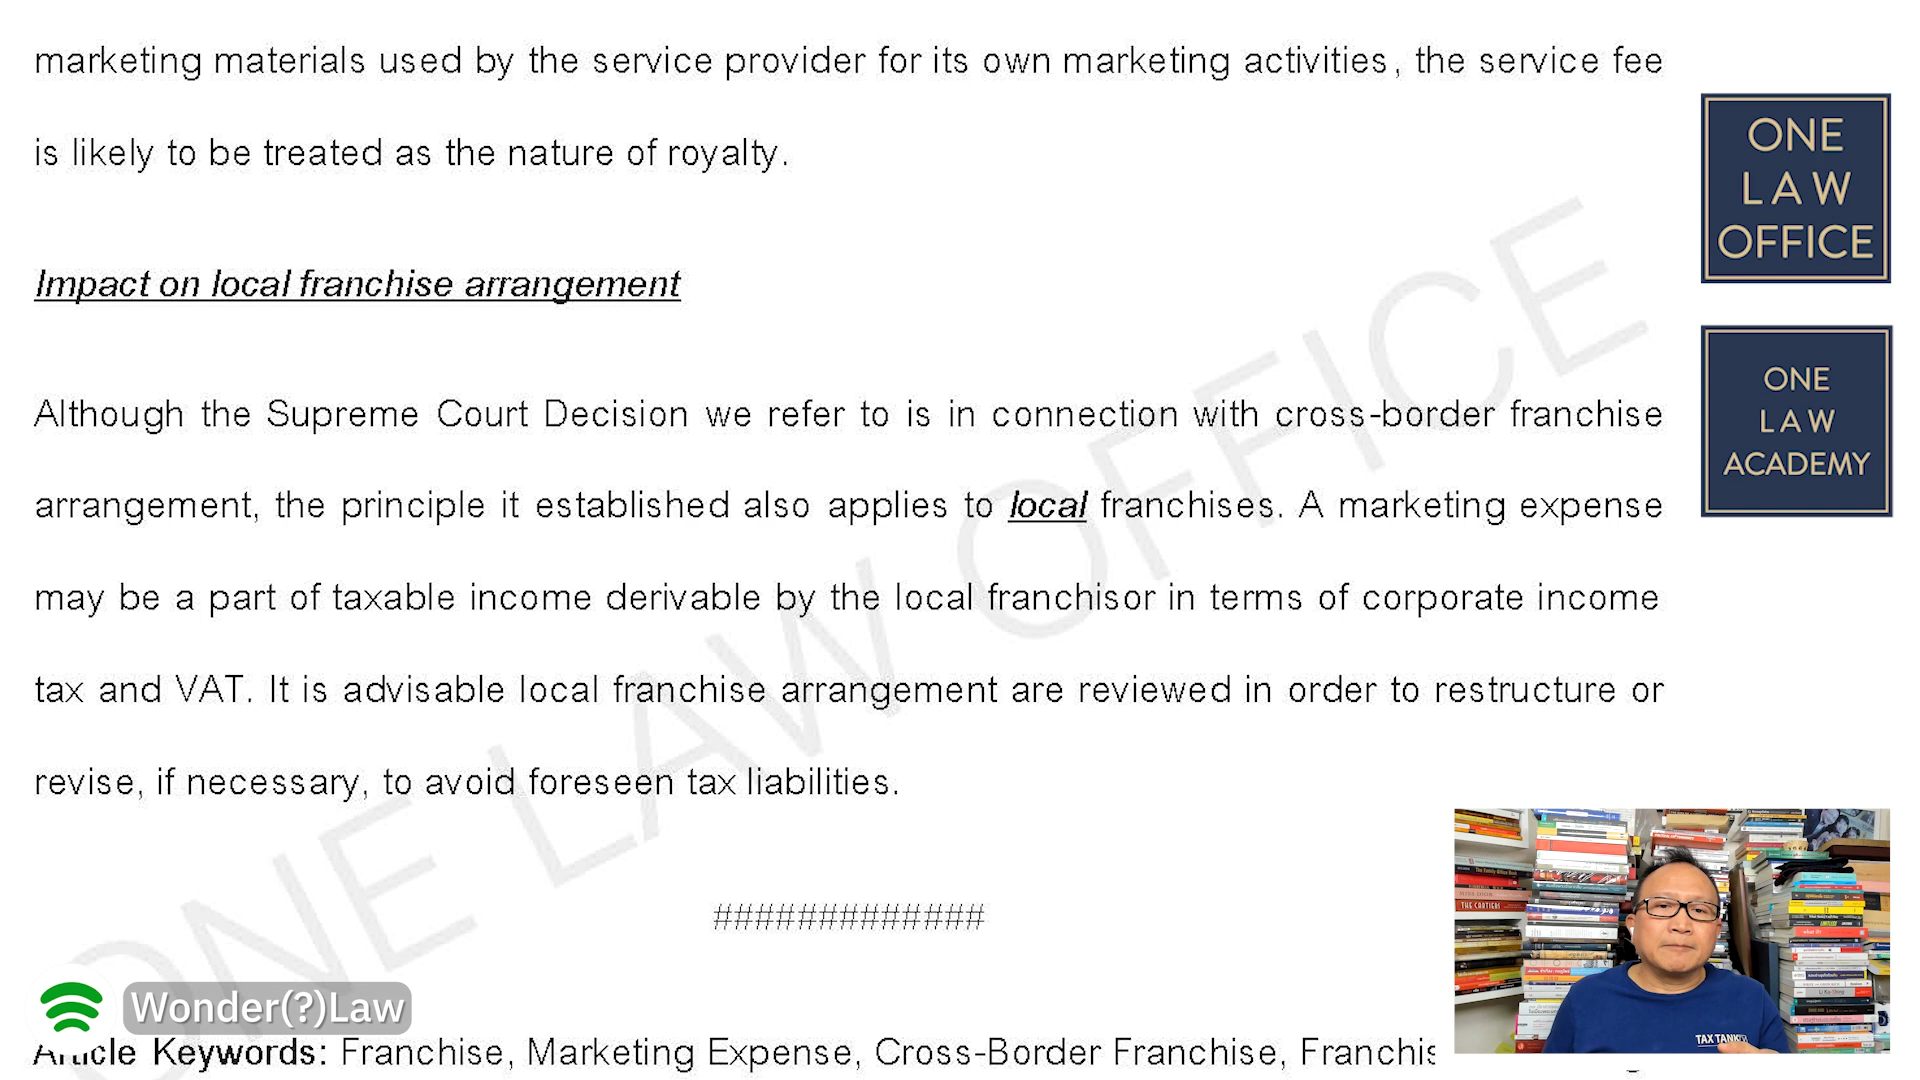 marketing materials used by the service provider for its own marketing activities, the service fee
is likely to be treated as the nature of royalty.
Impact on local franchise arrangement
Although the Supreme Court Decision we refer to is in connection with cross-border franchise
arrangement, the principle it established also applies to local franchises. A marketing expense
may be a part of taxable income derivable by the local franchisor in terms of corporate income
tax and VAT. It is advisable local franchise arrangement are reviewed in order to restructure or
revise, if necessary, to avoid foreseen tax liabilities.
#############
Wonder(?)Law
Article Keywords: Franchise, Marketing Expense, Cross-Border Franchise,
ONE LAW OFFICE
ONE
LAW
OFFICE
ONE
LAW
ACADEMY
THE CARTIERS
TAX TANK